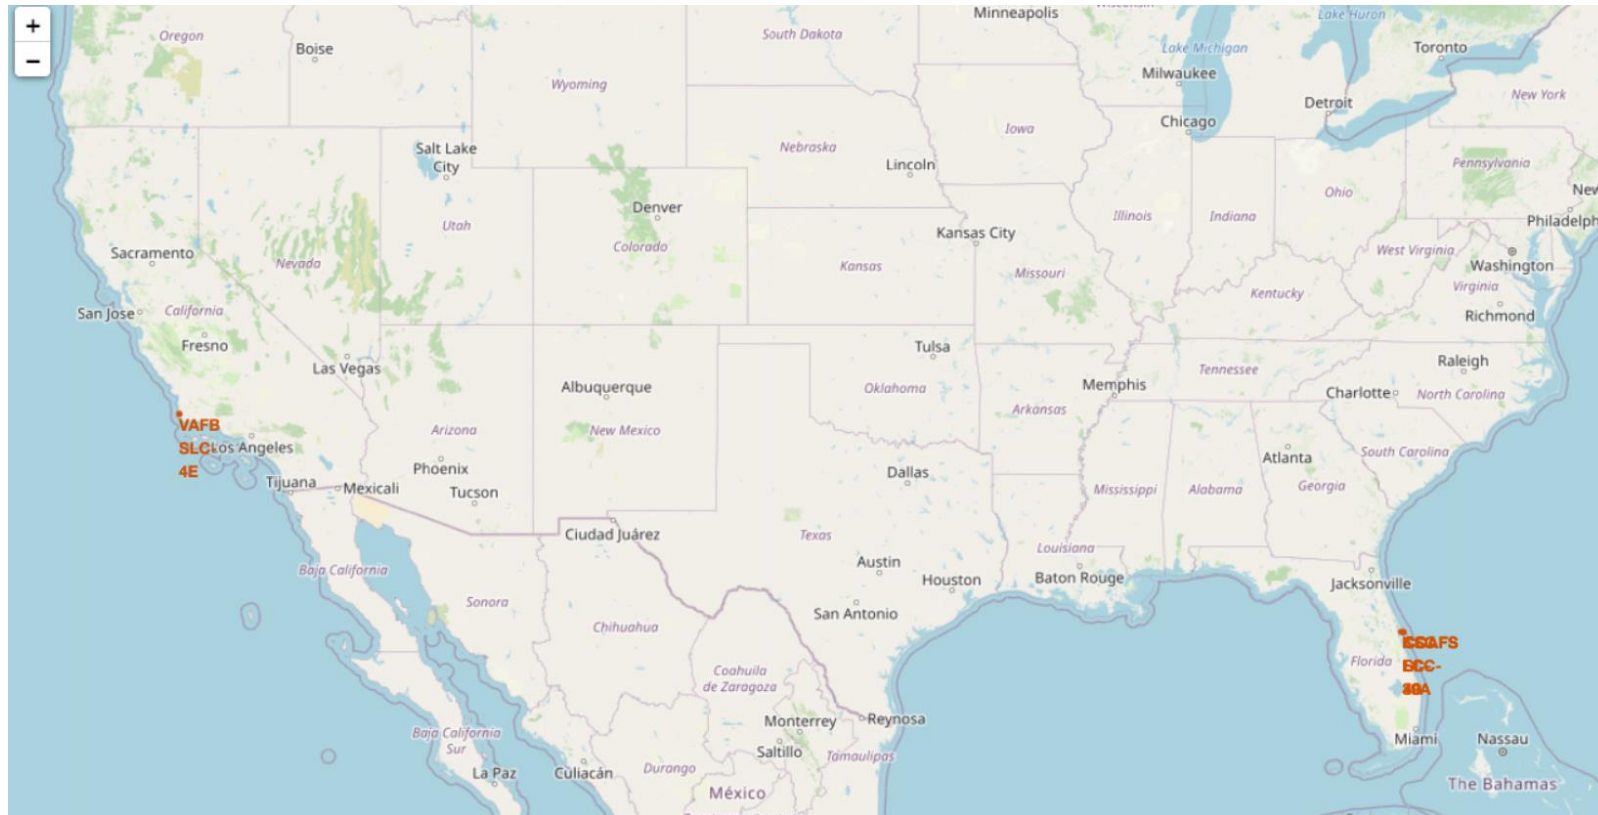 +
−
Oregon
Boise
South Dakota
Minneapolis
Lake Huron
Toronto
Lake Michigan
Milwaukee
Wyoming
Detroit
New York
Iowa
Chicago
Salt Lake
City
Nebraska
Lincoln
Pennsylvania
Ohio
New
Denver
Illinois
Indiana
Philadelph
Utah
Colorado
Kansas City
Sacramento
Nevada
Kansas
Missouri
West Virginia
Washington
Virginia
Kentucky
San Jose
California
Richmond
Fresno
Las Vegas
Tulsa
Raleigh
Tennessee
Albuquerque
Oklahoma
Memphis
Charlotte
North Carolina
Arkansas
VAFB
SLC-
4E
Los Angeles
Arizona
New Mexico
South Carolina
Atlanta
Phoenix
Dallas
Tijuana
Mexicali
Tucson
Mississippi
Alabama
Georgia
Ciudad Juárez
Texas
Louisiana
Austin
Houston
Baton Rouge
Jacksonville
Baja California
Sonora
San Antonio
Chihuahua
Florida
Coahuila
de Zaragoza
Monterrey
Reynosa
Baja California
Sur
Saltillo
Tamaulipas
Miami
Nassau
La Paz
Culiacán
Durango
México
The Bahamas